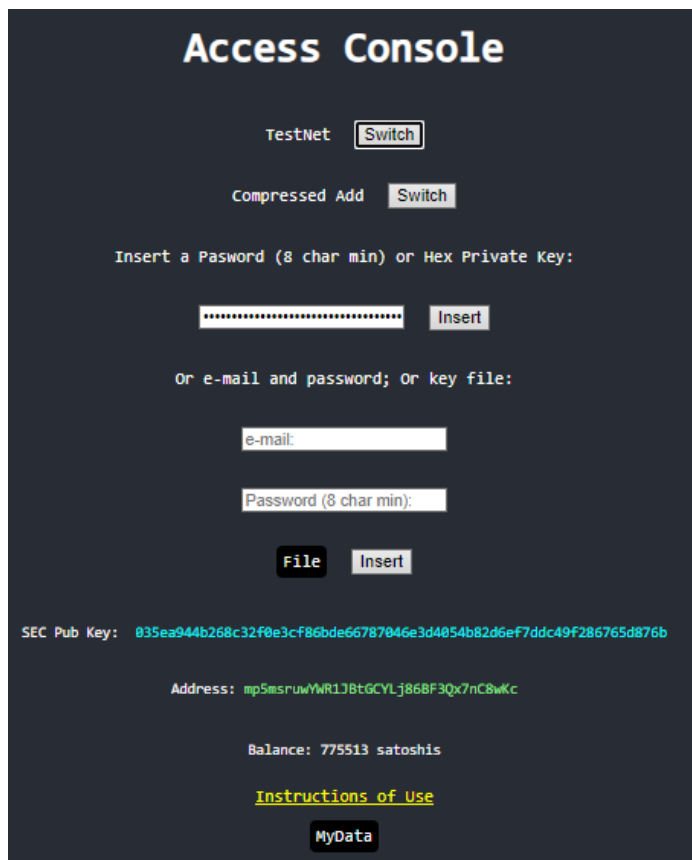 Access Console
TestNet Switch
Compressed Add Switch
Insert a Pasword (8 char min) or Hex Private Key:
•••••••••••••••••••••••••••••••••••• Insert
Or e-mail and password; Or key file:
e-mail:
Password (8 char min):
File Insert
SEC Pub Key: 035ea944b268c32f0e3cf86bde66787046e3d4054b82d6ef7ddc49f286765d876b
Address: mp5msruwYWR1JBtGCYLj86BF3Qx7nC8wKc
Balance: 775513 satoshis
Instructions of Use
MyData